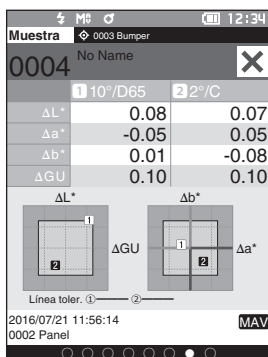 M 12:34
Muestra 0003 Bumper
0004 No Name
1 10°/D65 2 2°/C
ΔL* 0.08 0.07
Δa* -0.05 0.05
Δb* 0.01 -0.08
ΔGU 0.10 0.10
ΔL* Δb*
1
ΔGU 1 Δa*
2 2
Línea toler. ①—— ②——
2016/07/21 11:56:14 MAV
0002 Panel